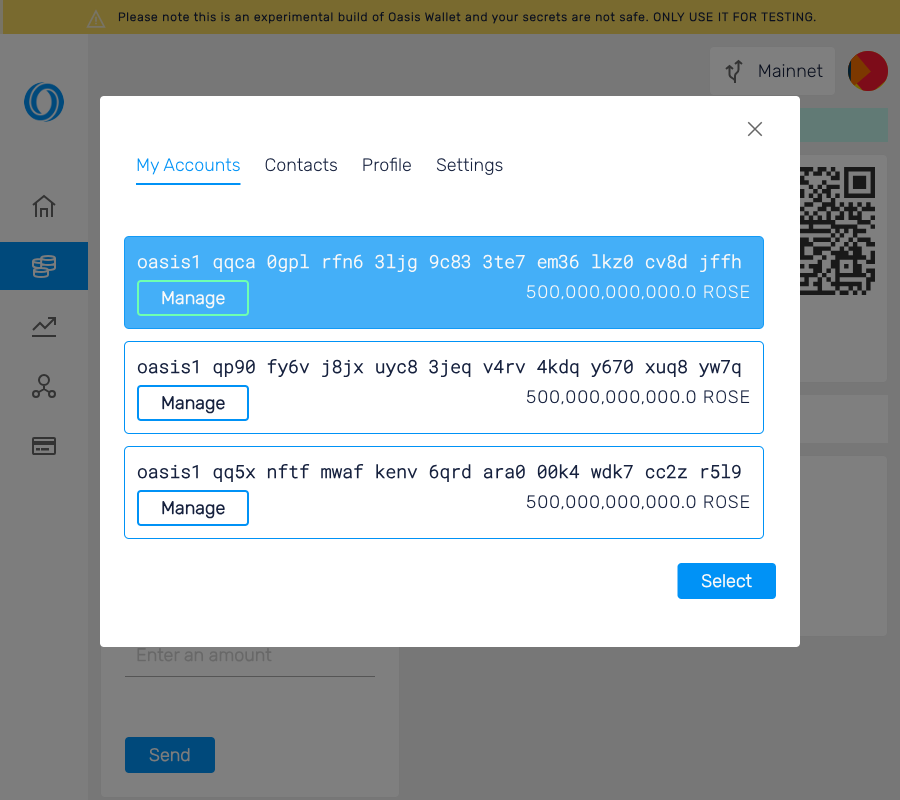 Please note this is an experimental build of Oasis Wallet and your secrets are not safe. ONLY USE IT FOR TESTING.
Mainnet
My Accounts Contacts Profile Settings
oasis1 qqca 0gpl rfn6 3ljg 9c83 3te7 em36 lkz0 cv8d jffh
Manage 500,000,000,000.0 ROSE
oasis1 qp90 fy6v j8jx uyc8 3jeq v4rv 4kdq y670 xuq8 yw7q
Manage 500,000,000,000.0 ROSE
oasis1 qq5x nftf mwaf kenv 6qrd ara0 00k4 wdk7 cc2z r5l9
Manage 500,000,000,000.0 ROSE
Select
Enter an amount
Send